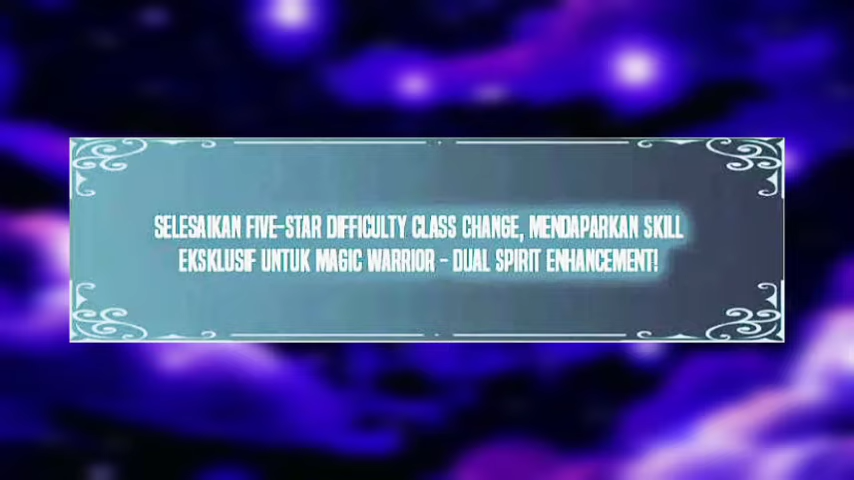 SELESAIKAN FIVE-STAR DIFFICULTY CLASS CHANGE, MENDAPARKAN SKILL
EKSKLUSIF UNTUK MAGIC WARRIOR - DUAL SPIRIT ENHANCEMENT!